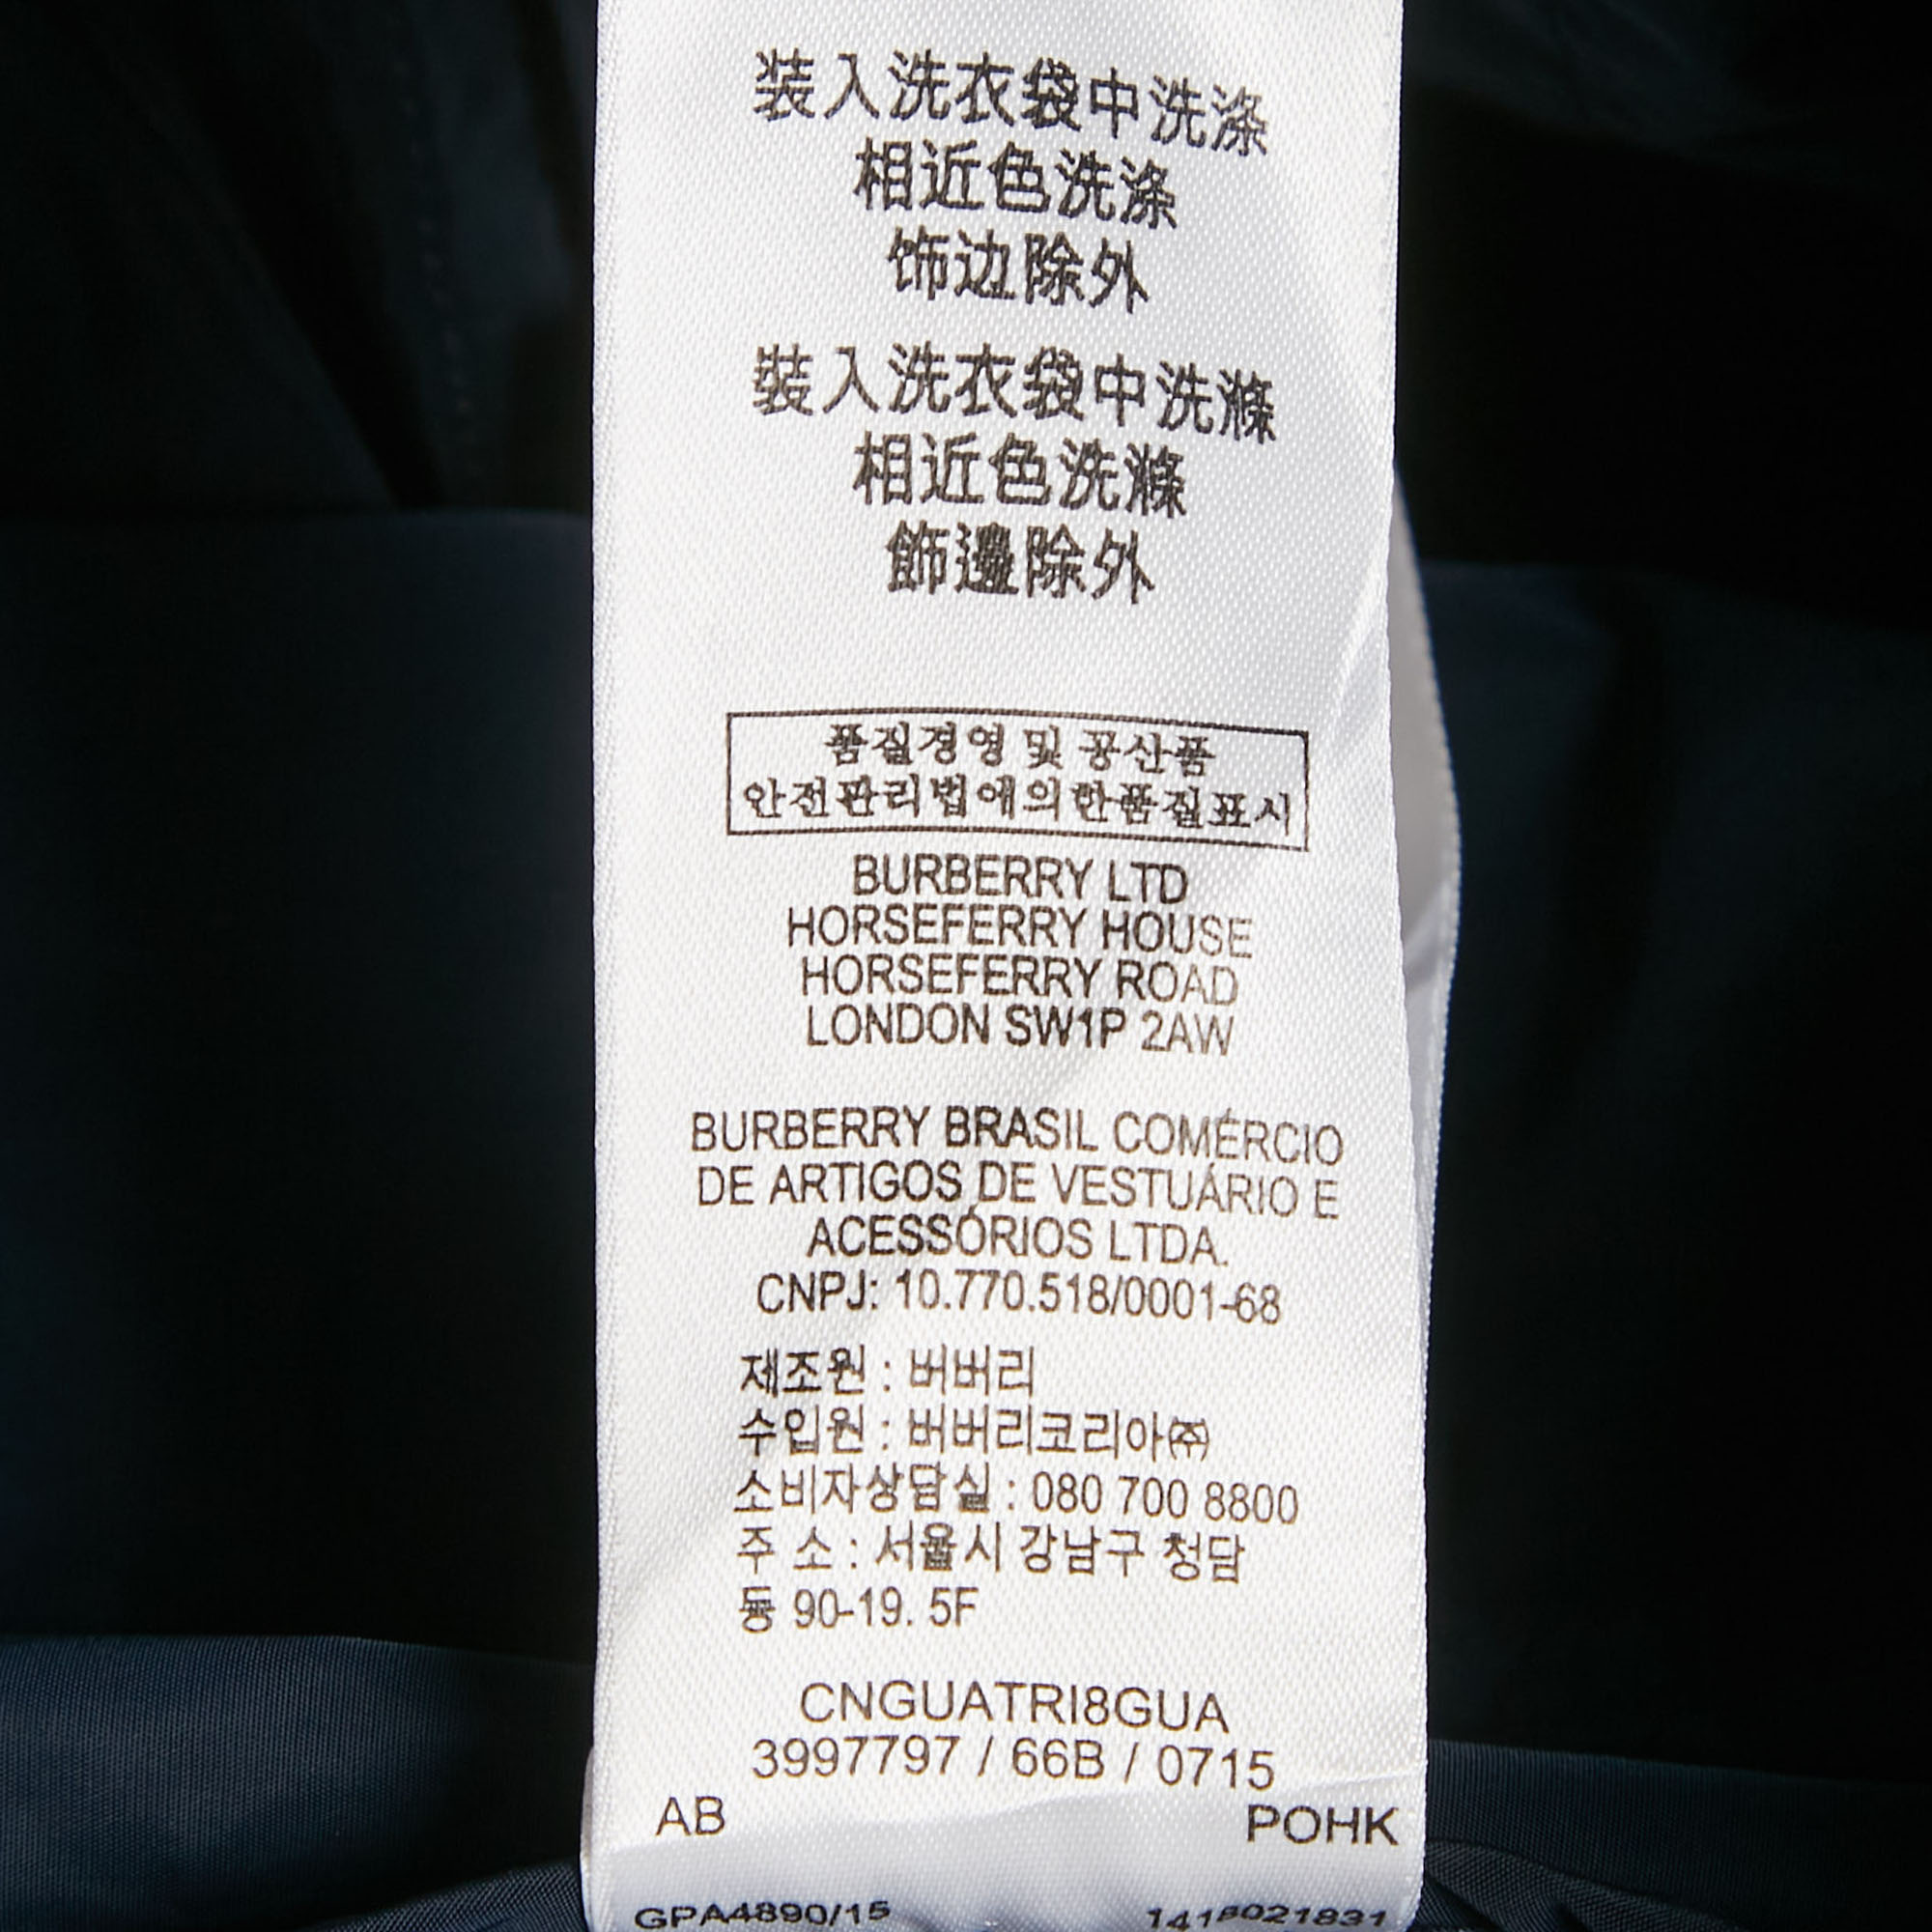 装入洗衣袋中洗涤
相近色洗涤
饰边除外
裝入洗衣袋中洗滌
相近色洗滌
飾邊除外
품질경영 및 공산품
안전관리법에의한품질표시
BURBERRY LTD
HORSEFERRY HOUSE
HORSEFERRY ROAD
LONDON SW1P 2AW
BURBERRY BRASIL COMÉRCIO
DE ARTIGOS DE VESTUÁRIO E
ACESSÓRIOS LTDA.
CNPJ: 10.770.518/0001-68
제조원 : 버버리
수입원 : 버버리코리아㈜
소비자상담실 : 080 700 8800
주 소 : 서울시 강남구 청담
동 90-19. 5F
CNGUATRI8GUA
3997797 / 66B / 0715
AB POHK
GPA4890/15 1418021831